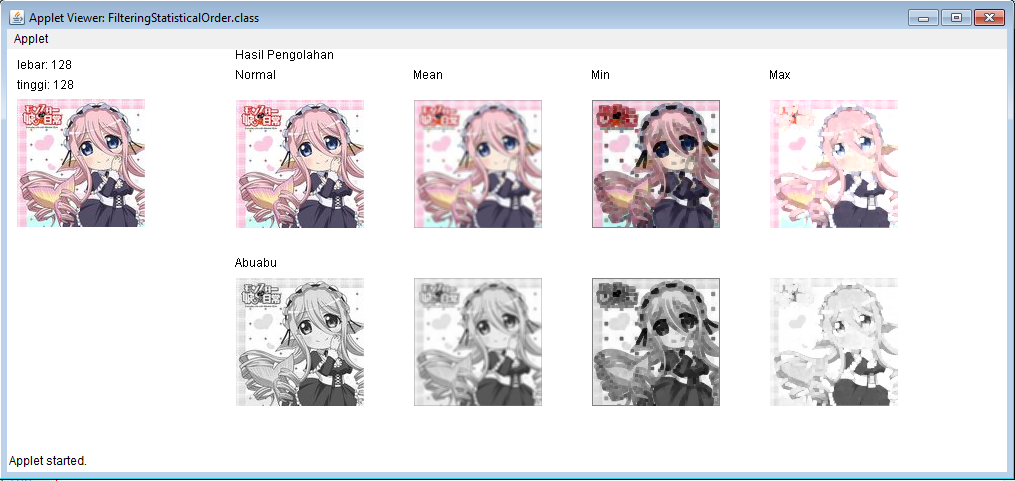 Applet Viewer: FilteringStatisticalOrder.class
Applet
lebar: 128
tinggi: 128
Hasil Pengolahan
Normal
Mean
Min
Max
Abuabu
Applet started.